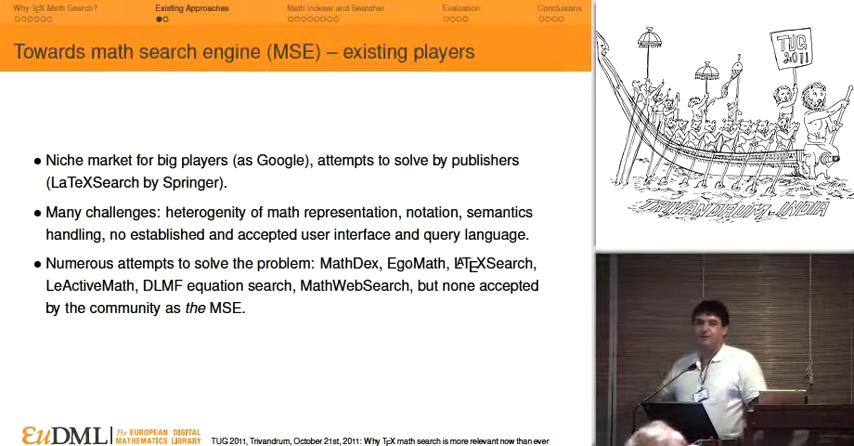 Why TEX Math Search?
Existing Approaches
Math Indexer and Searcher
Evaluation
Conclusions
Towards math search engine (MSE) – existing players
• Niche market for big players (as Google), attempts to solve by publishers
(LaTeXSearch by Springer).
• Many challenges: heterogenity of math representation, notation, semantics
handling, no established and accepted user interface and query language.
• Numerous attempts to solve the problem: MathDex, EgoMath, LATEXSearch,
LeActiveMath, DLMF equation search, MathWebSearch, but none accepted
by the community as the MSE.
EuDML The EUROPEAN DIGITAL
MATHEMATICS LIBRARY
TUG 2011, Trivandrum, October 21st, 2011: Why TEX math search is more relevant now than ever
TUG
2011
TRIVANDRUM, INDIA